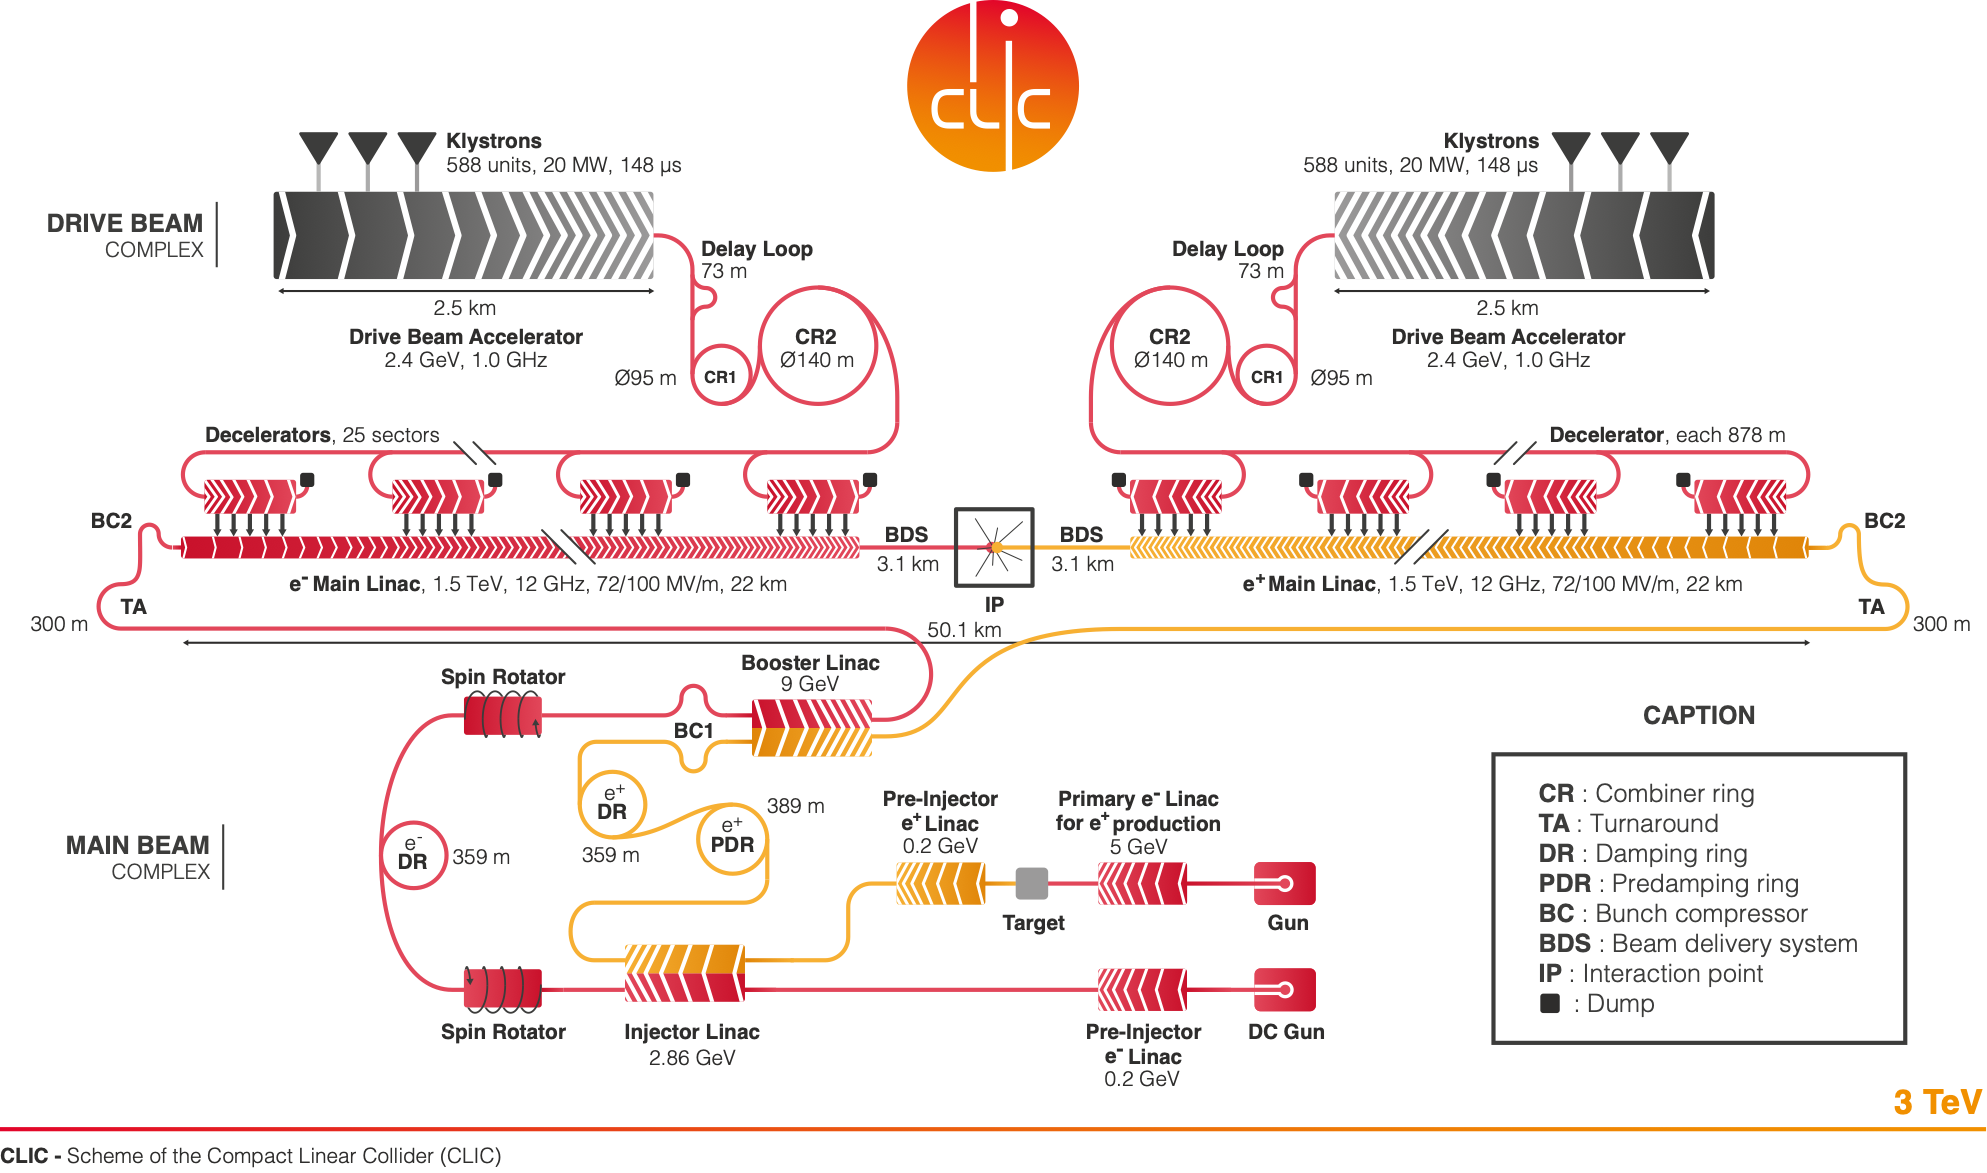 clic
Klystrons
588 units, 20 MW, 148 µs
Klystrons
588 units, 20 MW, 148 µs
DRIVE BEAM
COMPLEX
Delay Loop
73 m
Delay Loop
73 m
2.5 km
Drive Beam Accelerator
2.4 GeV, 1.0 GHz
2.5 km
Drive Beam Accelerator
2.4 GeV, 1.0 GHz
CR2
Ø140 m
CR1
Ø95 m
CR2
Ø140 m
CR1
Ø95 m
Decelerators, 25 sectors
Decelerator, each 878 m
BC2
BDS
3.1 km
BDS
3.1 km
BC2
e- Main Linac, 1.5 TeV, 12 GHz, 72/100 MV/m, 22 km
e+ Main Linac, 1.5 TeV, 12 GHz, 72/100 MV/m, 22 km
IP
TA
300 m
TA
300 m
50.1 km
Spin Rotator
Booster Linac
9 GeV
BC1
MAIN BEAM
COMPLEX
e-
DR
359 m
e+
DR
359 m
e+
PDR
389 m
Pre-Injector
e+ Linac
0.2 GeV
Primary e- Linac
for e+ production
5 GeV
Target
Gun
Spin Rotator
Injector Linac
2.86 GeV
Pre-Injector
e- Linac
0.2 GeV
DC Gun
CAPTION
CR : Combiner ring
TA : Turnaround
DR : Damping ring
PDR : Predamping ring
BC : Bunch compressor
BDS : Beam delivery system
IP : Interaction point
: Dump
3 TeV
CLIC - Scheme of the Compact Linear Collider (CLIC)